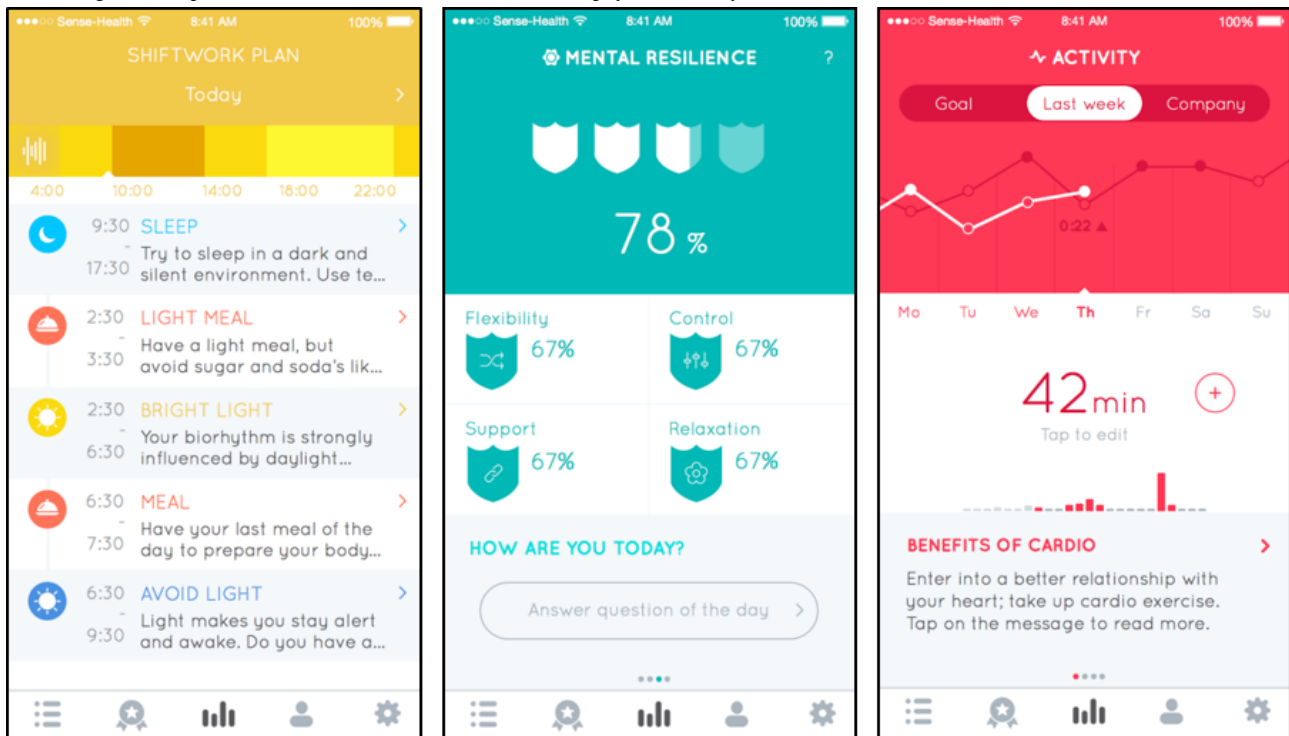 ●●●○○ Sense-Health 8:41 AM 100%
SHIFTWORK PLAN
Today >
4:00 10:00 14:00 18:00 22:00
9:30 SLEEP >
-
17:30
Try to sleep in a dark and
silent environment. Use te...
2:30 LIGHT MEAL >
-
3:30
Have a light meal, but
avoid sugar and soda's lik...
2:30 BRIGHT LIGHT >
-
6:30
Your biorhythm is strongly
influenced by daylight...
6:30 MEAL >
-
7:30
Have your last meal of the
day to prepare your body...
6:30 AVOID LIGHT >
-
9:30
Light makes you stay alert
and awake. Do you have a...
●●●○○ Sense-Health 8:41 AM 100%
MENTAL RESILIENCE ?
78 %
Flexibility
67%
Control
67%
Support
67%
Relaxation
67%
HOW ARE YOU TODAY?
Answer question of the day >
●●●○○ Sense-Health 8:41 AM 100%
ACTIVITY
Goal Last week Company
0:22 ▲
Mo Tu We Th Fr Sa Su
42min +
Tap to edit
BENEFITS OF CARDIO >
Enter into a better relationship with
your heart; take up cardio exercise.
Tap on the message to read more.